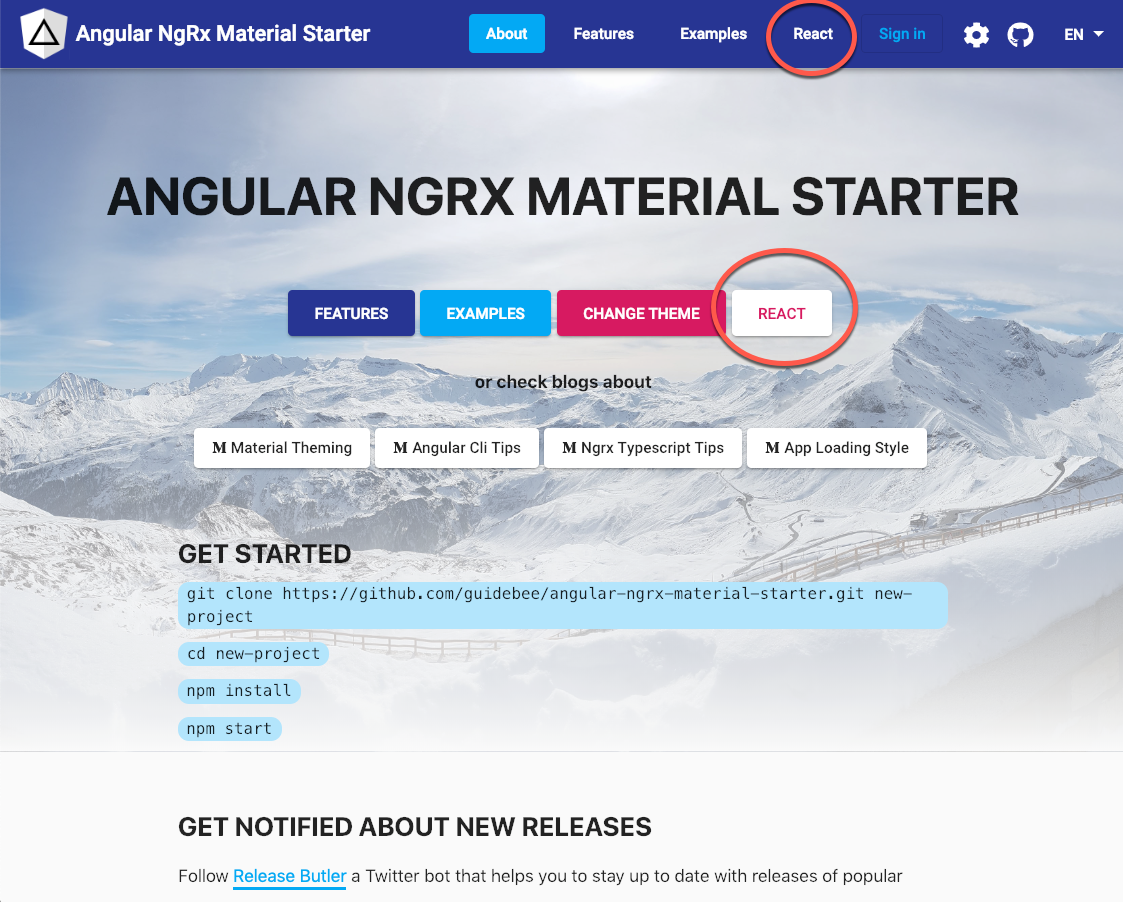 Angular NgRx Material Starter About Features Examples React Sign in EN
ANGULAR NGRX MATERIAL STARTER
FEATURES EXAMPLES CHANGE THEME REACT
or check blogs about
M Material Theming M Angular Cli Tips M Ngrx Typescript Tips M App Loading Style
GET STARTED
git clone https://github.com/guidebee/angular-ngrx-material-starter.git new-
project
cd new-project
npm install
npm start
GET NOTIFIED ABOUT NEW RELEASES
Follow Release Butler a Twitter bot that helps you to stay up to date with releases of popular